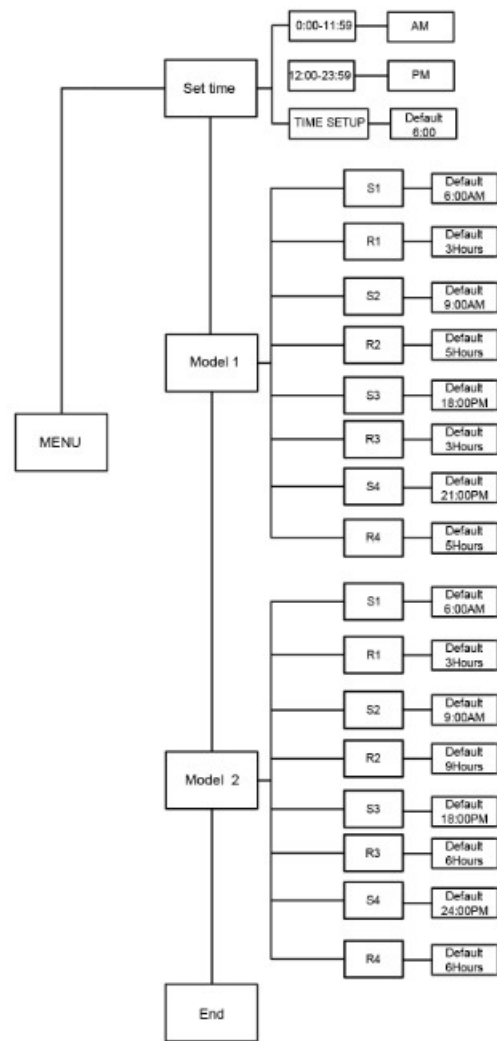 0:00-11:59
AM
Set time
12:00-23:59
PM
TIME SETUP
Default
6:00
S1
Default
6:00AM
R1
Default
3Hours
S2
Default
9:00AM
Model 1
R2
Default
5Hours
S3
Default
18:00PM
MENU
R3
Default
3Hours
S4
Default
21:00PM
R4
Default
5Hours
S1
Default
6:00AM
R1
Default
3Hours
S2
Default
9:00AM
Model 2
R2
Default
9Hours
S3
Default
18:00PM
R3
Default
6Hours
S4
Default
24:00PM
R4
Default
6Hours
End